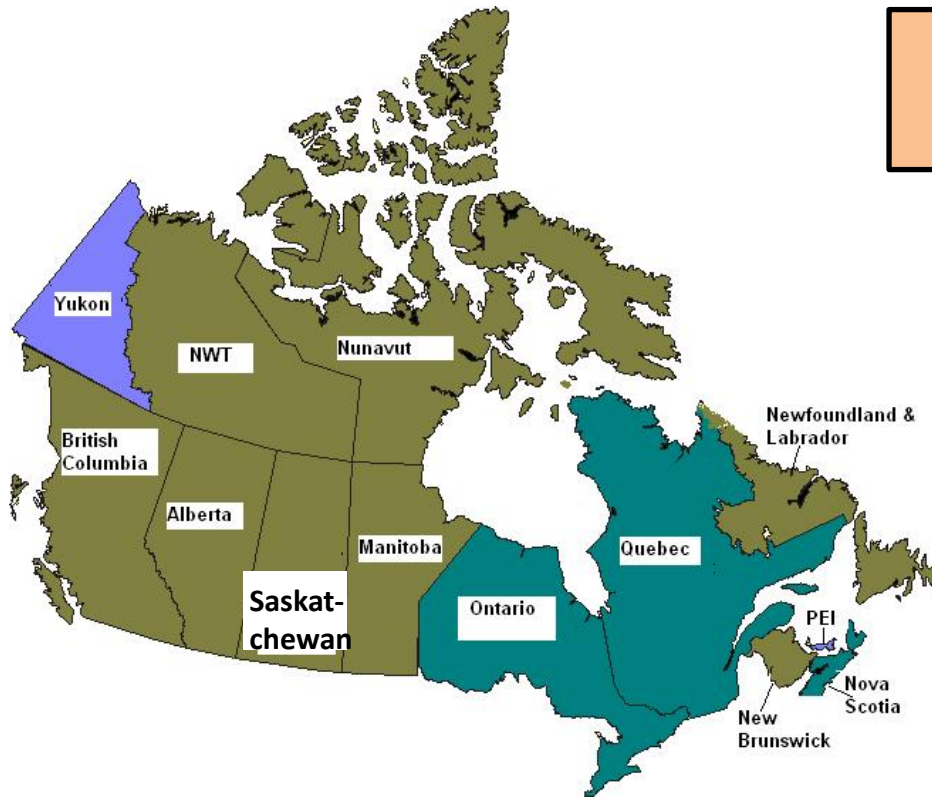 Yukon
NWT
Nunavut
British
Columbia
Alberta
Saskat-
chewan
Manitoba
Ontario
Quebec
Newfoundland &
Labrador
PEI
Nova
Scotia
New
Brunswick